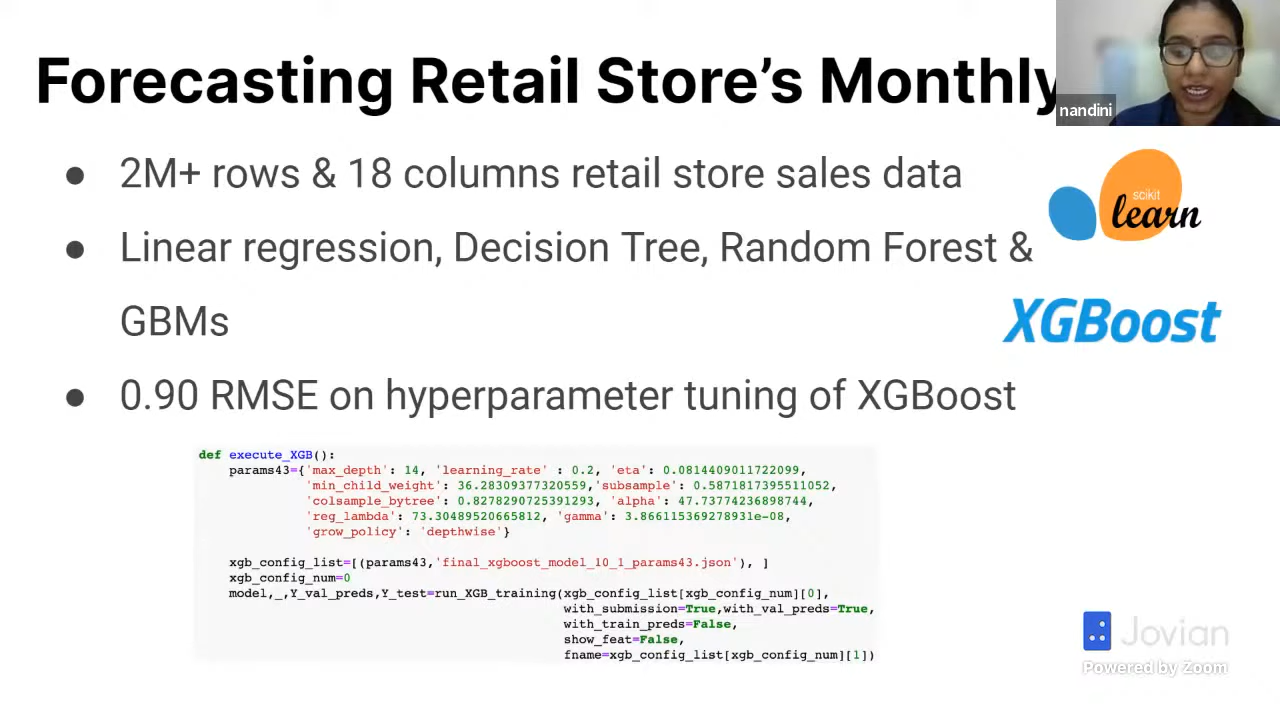 Forecasting Retail Store’s Monthly
nandini
● 2M+ rows & 18 columns retail store sales data
scikit
learn
● Linear regression, Decision Tree, Random Forest &
GBMs
XGBoost
● 0.90 RMSE on hyperparameter tuning of XGBoost
def execute_XGB():
params43={'max_depth': 14, 'learning_rate' : 0.2, 'eta': 0.0814409011722099,
'min_child_weight': 36.28309377320559,'subsample': 0.5871817395511052,
'colsample_bytree': 0.8278290725391293, 'alpha': 47.73774236898744,
'reg_lambda': 73.30489520665812, 'gamma': 3.866115369278931e-08,
'grow_policy': 'depthwise'}
xgb_config_list=[(params43,'final_xgboost_model_10_1_params43.json'), ]
xgb_config_num=0
model,_,Y_val_preds,Y_test=run_XGB_training(xgb_config_list[xgb_config_num][0],
with_submission=True,with_val_preds=True,
with_train_preds=False,
show_feat=False,
fname=xgb_config_list[xgb_config_num][1])
Jovian
Powered by Zoom